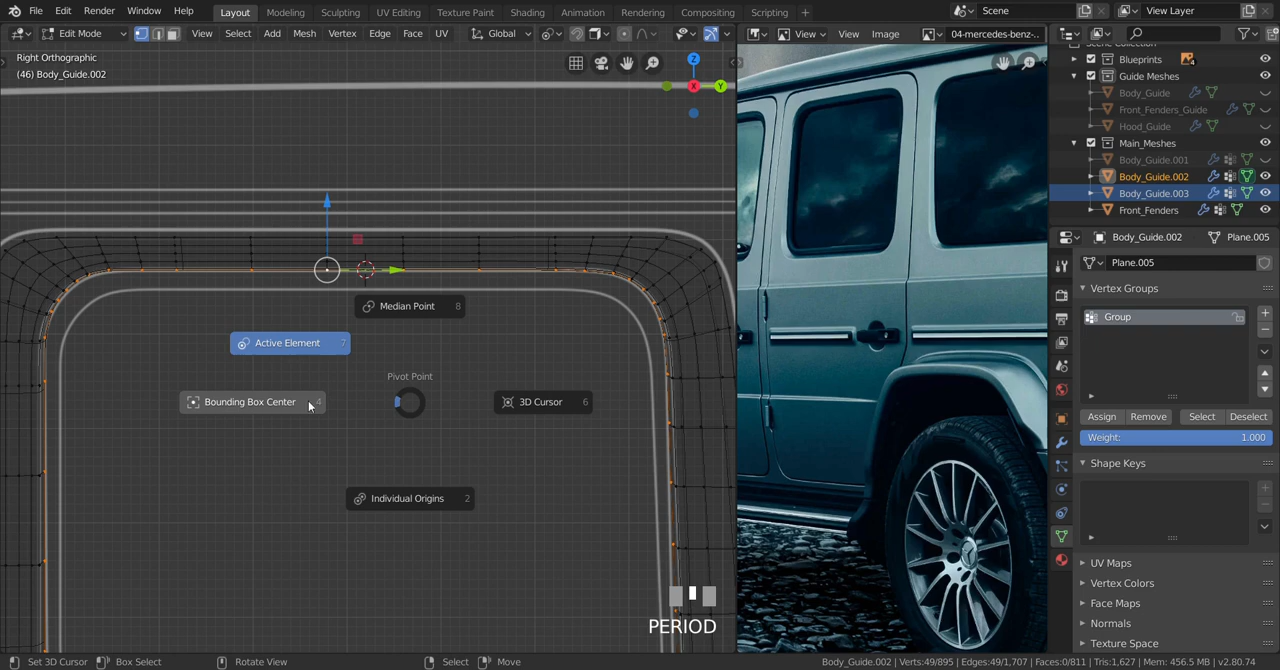 File Edit Render Window Help Layout Modeling Sculpting UV Editing Texture Paint Shading Animation Rendering Compositing Scripting + Scene View Layer
Edit Mode View Select Add Mesh Vertex Edge Face UV Global View View Image 04-mercedes-benz-..
Right Orthographic
(46) Body_Guide.002
Z
X
Y
Blueprints 4
Guide Meshes
Body_Guide
Front_Fenders_Guide
Hood_Guide
Main_Meshes
Body_Guide.001
Body_Guide.002
Body_Guide.003
Front_Fenders
Body_Guide.002 Plane.005
Plane.005
Vertex Groups
Group
Assign Remove Select Deselect
Weight: 1.000
Shape Keys
UV Maps
Vertex Colors
Face Maps
Normals
Texture Space
Median Point 8
Active Element 7
Pivot Point
Bounding Box Center 4
3D Cursor 6
Individual Origins 2
PERIOD
Set 3D Cursor Box Select Rotate View Select Move Body_Guide.002 | Verts:49/895 | Edges:49/1,707 | Faces:0/811 | Tris:1,627 | Mem: 456.5 MB | v2.80.74